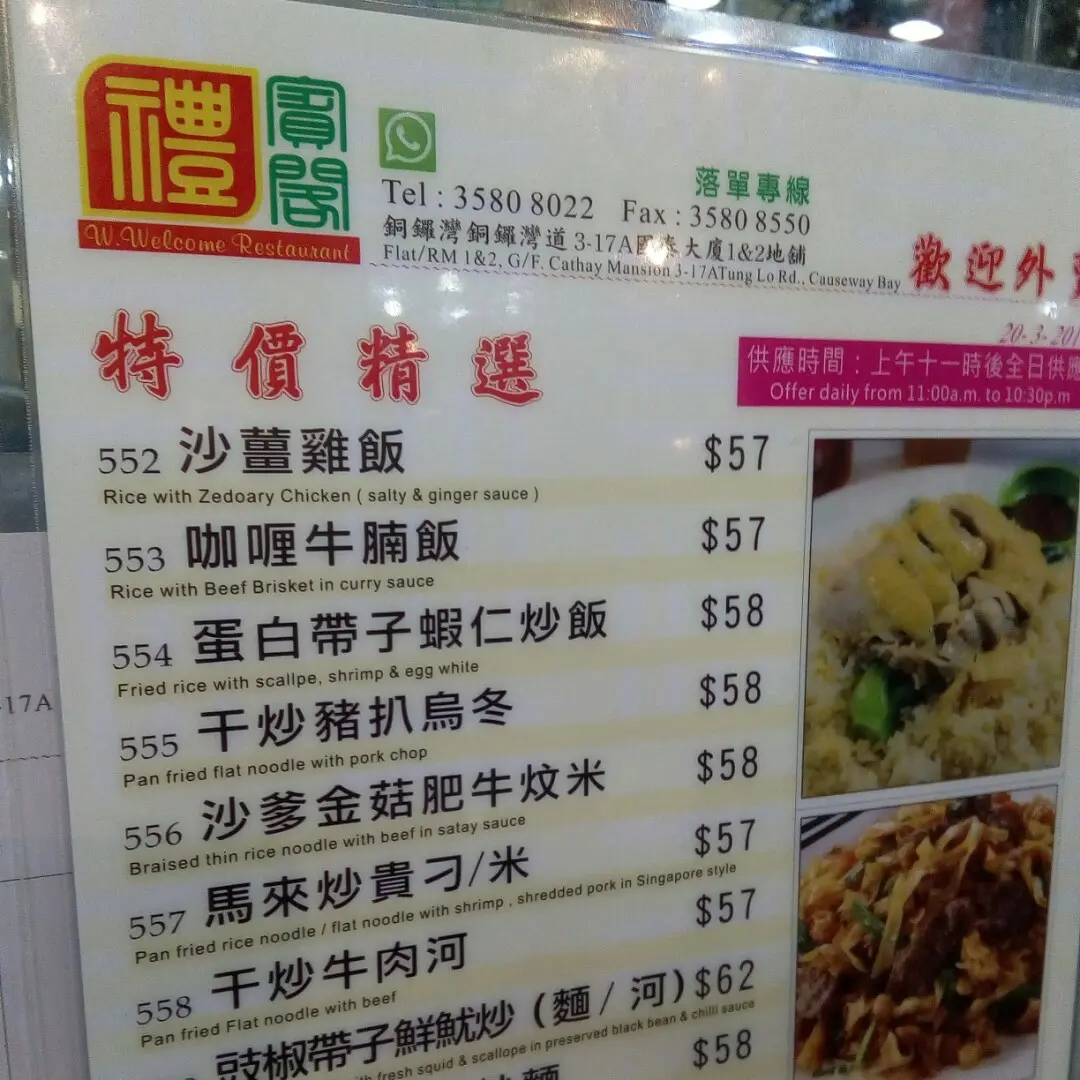 禮賓閣
W.Welcome Restaurant
落單專線
Tel : 3580 8022 Fax : 3580 8550
銅鑼灣銅鑼灣道 3-17A國泰大廈1&2地舖
Flat/RM 1&2, G/F. Cathay Mansion 3-17ATung Lo Rd., Causeway Bay
歡迎外
20-3-201
特價精選
供應時間：上午十一時後全日供應
Offer daily from 11:00a.m. to 10:30p.m
552 沙薑雞飯 $57
Rice with Zedoary Chicken ( salty & ginger sauce )
553 咖喱牛腩飯 $57
Rice with Beef Brisket in curry sauce
554 蛋白帶子蝦仁炒飯 $58
Fried rice with scallpe, shrimp & egg white
555 干炒豬扒烏冬 $58
Pan fried flat noodle with pork chop
556 沙爹金菇肥牛炆米 $58
Braised thin rice noodle with beef in satay sauce
557 馬來炒貴刁/米 $57
Pan fried rice noodle / flat noodle with shrimp , shredded pork in Singapore style
558 干炒牛肉河 $57
Pan fried Flat noodle with beef
豉椒帶子鮮魷炒 ( 麵 / 河 ) $62
with fresh squid & scallope in preserved black bean & chilli sauce
麵 $58
-17A